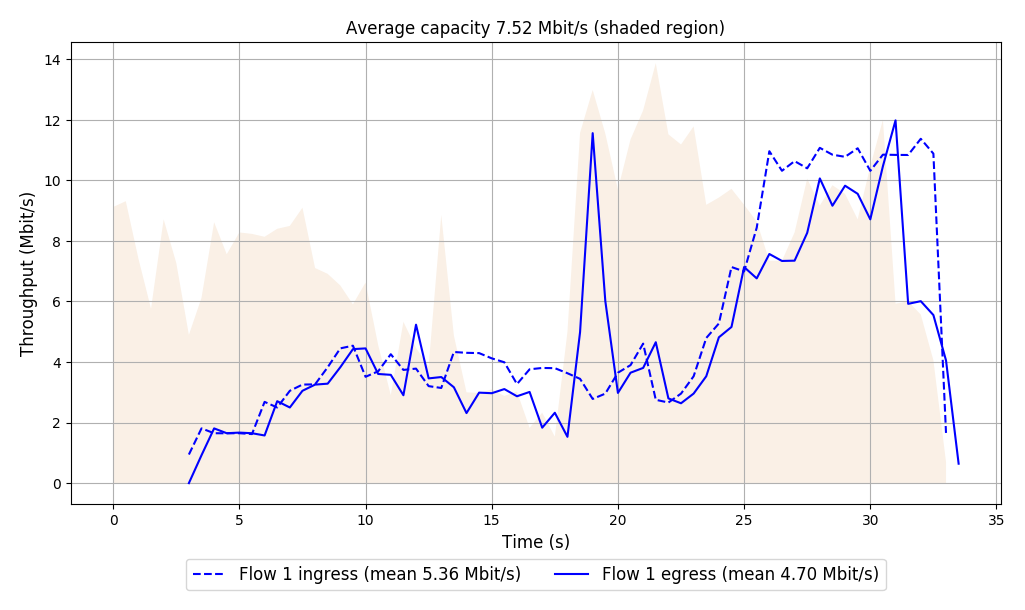 Average capacity 7.52 Mbit/s (shaded region)
14
12
10
8
6
4
2
0
Throughput (Mbit/s)
0 5 10 15 20 25 30 35
Time (s)
Flow 1 ingress (mean 5.36 Mbit/s) Flow 1 egress (mean 4.70 Mbit/s)